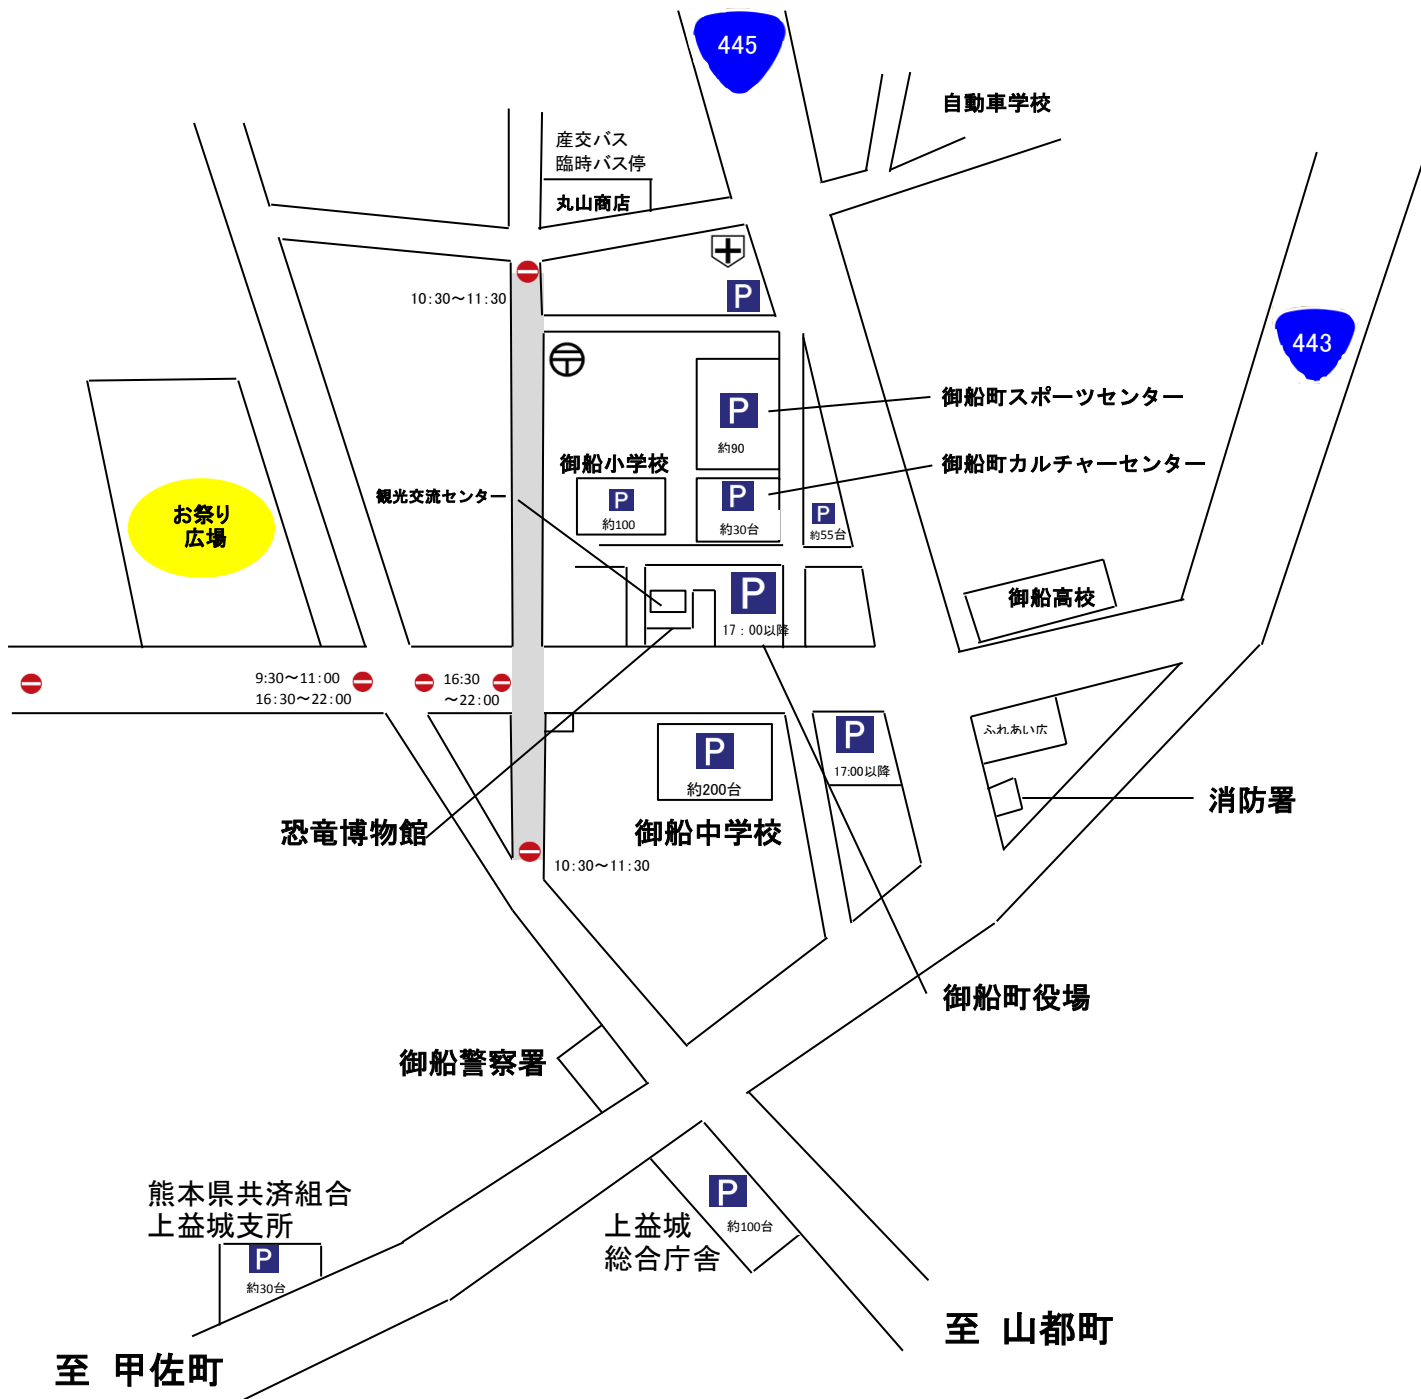 445
自動車学校
産交バス
臨時バス停
丸山商店
10:30～11:30
P
443
P
約90
御船町スポーツセンター
御船町カルチャーセンター
御船小学校
観光交流センター
P
約100
P
約30台
P
約55台
お祭り
広場
御船高校
P
17：00以降
9:30～11:00
16:30～22:00
16:30
～22:00
ふれあい広
P
17:00以降
P
約200台
消防署
恐竜博物館
御船中学校
10:30～11:30
御船町役場
御船警察署
熊本県共済組合
上益城支所
P
約30台
上益城
総合庁舎
P
約100台
至 山都町
至 甲佐町